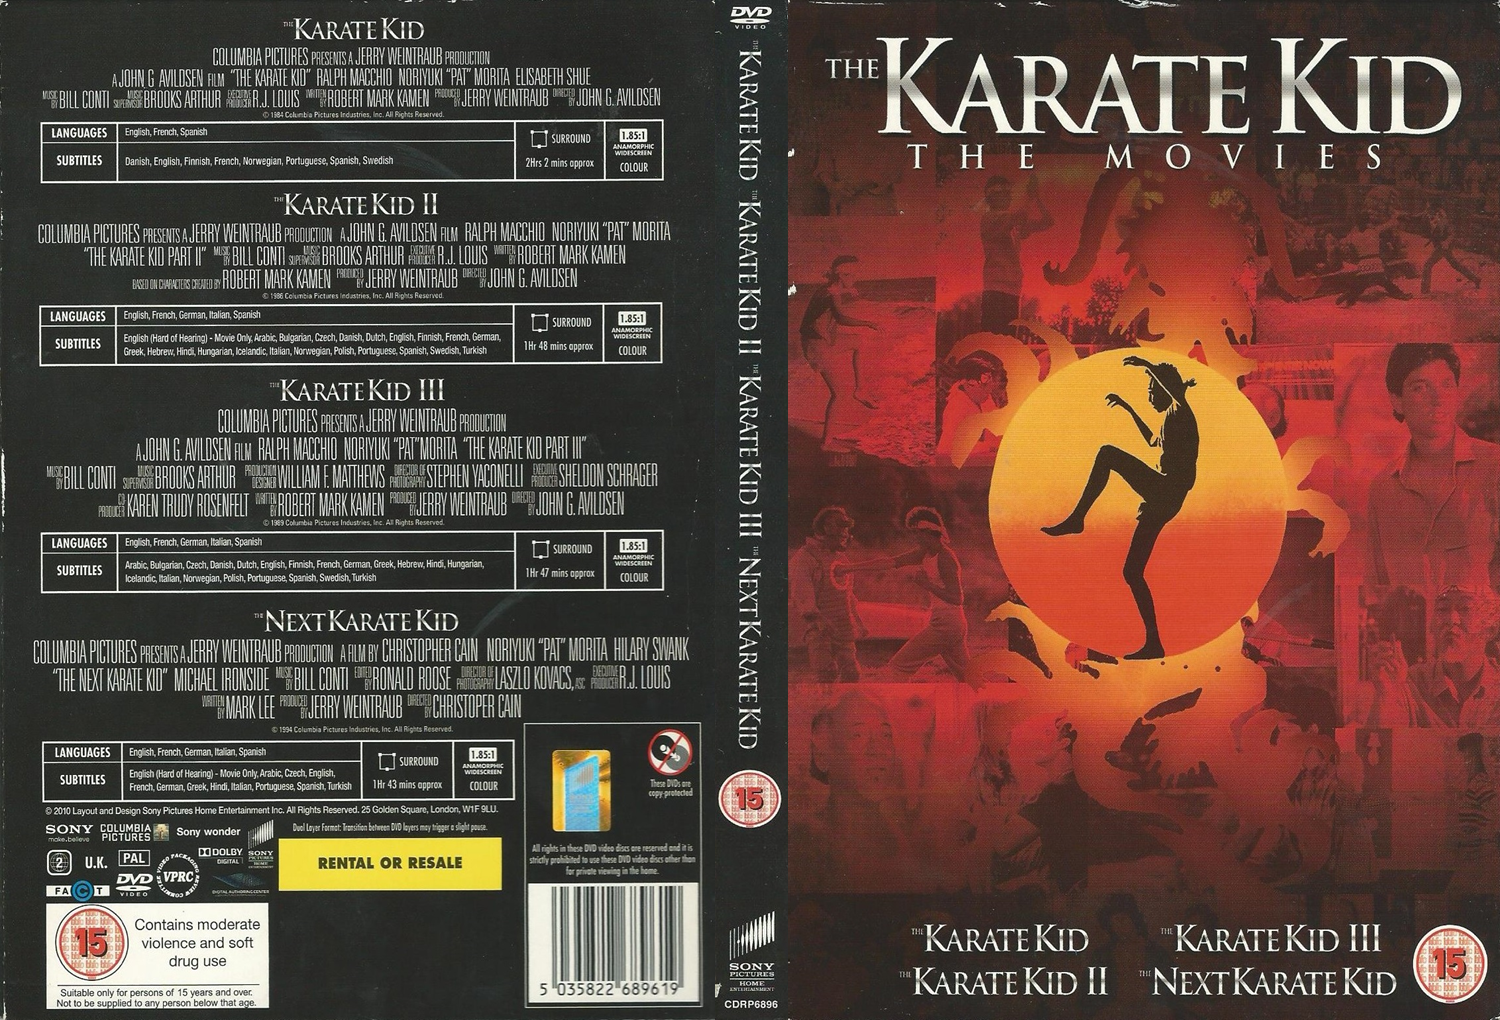 THE KARATE KID
COLUMBIA PICTURES PRESENTS A JERRY WEINTRAUB PRODUCTION
A JOHN G. AVILDSEN FILM "THE KARATE KID" RALPH MACCHIO NORIYUKI "PAT" MORITA ELISABETH SHUE
MUSIC BY BILL CONTI MUSIC SUPERVISOR BROOKS ARTHUR EXECUTIVE PRODUCER R.J. LOUIS WRITTEN BY ROBERT MARK KAMEN PRODUCED BY JERRY WEINTRAUB DIRECTED BY JOHN G. AVILDSEN
© 1984 Columbia Pictures Industries, Inc. All Rights Reserved.
LANGUAGES English, French, Spanish
SUBTITLES Danish, English, Finnish, French, Norwegian, Portuguese, Spanish, Swedish
SURROUND
2Hrs 2 mins approx
1.85:1
ANAMORPHIC WIDESCREEN
COLOUR
THE KARATE KID II
COLUMBIA PICTURES PRESENTS A JERRY WEINTRAUB PRODUCTION A JOHN G. AVILDSEN FILM RALPH MACCHIO NORIYUKI "PAT" MORITA
"THE KARATE KID PART II" MUSIC BY BILL CONTI MUSIC SUPERVISOR BROOKS ARTHUR EXECUTIVE PRODUCER R.J. LOUIS WRITTEN BY ROBERT MARK KAMEN
BASED ON CHARACTERS CREATED BY ROBERT MARK KAMEN PRODUCED BY JERRY WEINTRAUB DIRECTED BY JOHN G. AVILDSEN
© 1986 Columbia Pictures Industries, Inc. All Rights Reserved.
LANGUAGES English, French, German, Italian, Spanish
SUBTITLES English (Hard of Hearing) - Movie Only, Arabic, Bulgarian, Czech, Danish, Dutch, English, Finnish, French, German,
Greek, Hebrew, Hindi, Hungarian, Icelandic, Italian, Norwegian, Polish, Portuguese, Spanish, Swedish, Turkish
SURROUND
1Hr 48 mins approx
1.85:1
ANAMORPHIC WIDESCREEN
COLOUR
THE KARATE KID III
COLUMBIA PICTURES PRESENTS A JERRY WEINTRAUB PRODUCTION
A JOHN G. AVILDSEN FILM RALPH MACCHIO NORIYUKI "PAT" MORITA "THE KARATE KID PART III"
MUSIC BY BILL CONTI MUSIC SUPERVISOR BROOKS ARTHUR PRODUCTION DESIGNER WILLIAM F. MATTHEWS DIRECTOR OF PHOTOGRAPHY STEPHEN YACONELLI EXECUTIVE PRODUCER SHELDON SCHRAGER
CO PRODUCER KAREN TRUDY ROSENFELT WRITTEN BY ROBERT MARK KAMEN PRODUCED BY JERRY WEINTRAUB DIRECTED BY JOHN G. AVILDSEN
© 1989 Columbia Pictures Industries, Inc. All Rights Reserved.
LANGUAGES English, French, German, Italian, Spanish
SUBTITLES Arabic, Bulgarian, Czech, Danish, Dutch, English, Finnish, French, German, Greek, Hebrew, Hindi, Hungarian,
Icelandic, Italian, Norwegian, Polish, Portuguese, Spanish, Swedish, Turkish
SURROUND
1Hr 47 mins approx
1.85:1
ANAMORPHIC WIDESCREEN
COLOUR
THE NEXT KARATE KID
COLUMBIA PICTURES PRESENTS A JERRY WEINTRAUB PRODUCTION A FILM BY CHRISTOPHER CAIN NORIYUKI "PAT" MORITA HILARY SWANK
"THE NEXT KARATE KID" MICHAEL IRONSIDE MUSIC BY BILL CONTI EDITED BY RONALD ROOSE DIRECTOR OF PHOTOGRAPHY LASZLO KOVACS, ASC EXECUTIVE PRODUCER R.J. LOUIS
WRITTEN BY MARK LEE PRODUCED BY JERRY WEINTRAUB DIRECTED BY CHRISTOPER CAIN
© 1994 Columbia Pictures Industries, Inc. All Rights Reserved.
LANGUAGES English, French, German, Italian, Spanish
SUBTITLES English (Hard of Hearing) - Movie Only, Arabic, Czech, English,
French, German, Greek, Hindi, Italian, Portuguese, Spanish, Turkish
SURROUND
1Hr 43 mins approx
1.85:1
ANAMORPHIC WIDESCREEN
COLOUR
© 2010 Layout and Design Sony Pictures Home Entertainment Inc. All Rights Reserved. 25 Golden Square, London, W1F 9LU.
SONY
make.believe
COLUMBIA PICTURES
Sony wonder
SONY PICTURES HOME ENTERTAINMENT
2 U.K. PAL
DOLBY DIGITAL
DVD VIDEO
VIDEO PACKAGING REVIEW COMMITTEE VPRC
DIGITAL AUTHORING CENTER
FACT
Dual Layer Format: Transition between DVD layers may trigger a slight pause.
RENTAL OR RESALE
15
Contains moderate
violence and soft
drug use
Suitable only for persons of 15 years and over.
Not to be supplied to any person below that age.
These DVDs are
copy-protected
All rights in these DVD video discs are reserved and it is
strictly prohibited to use these DVD video discs other than
for private viewing in the home.
5 035822 689619
DVD VIDEO
THE KARATE KID THE KARATE KID II THE KARATE KID III THE NEXT KARATE KID
15
SONY
PICTURES
HOME
ENTERTAINMENT
CDRP6896
THE KARATE KID
THE MOVIES
THE KARATE KID
THE KARATE KID II
THE KARATE KID III
THE NEXT KARATE KID
15